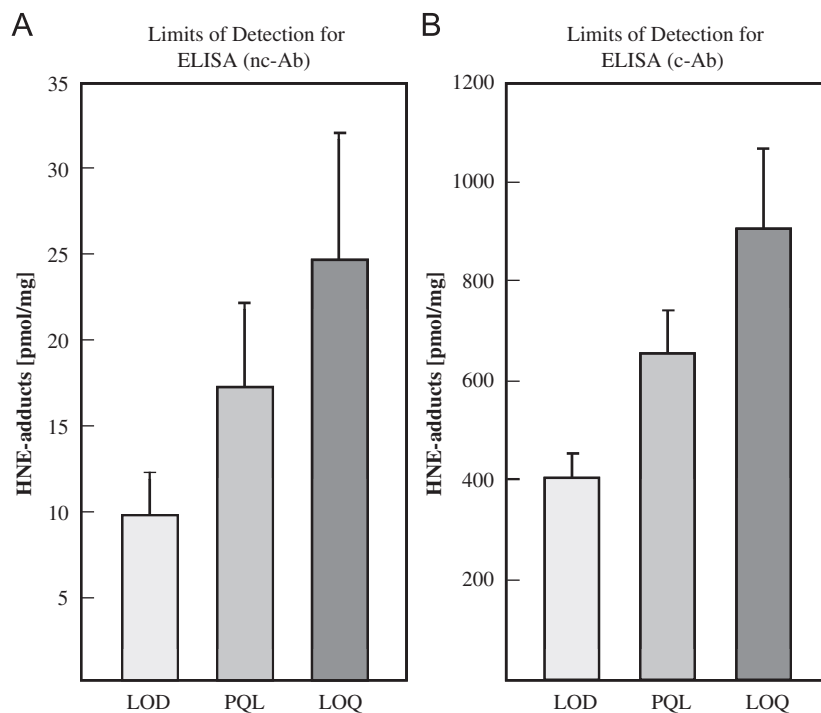 A
Limits of Detection for
ELISA (nc-Ab)
HNE-adducts [pmol/mg]
35
30
25
20
15
10
5
LOD PQL LOQ
B
Limits of Detection for
ELISA (c-Ab)
HNE-adducts [pmol/mg]
1200
1000
800
600
400
200
LOD PQL LOQ